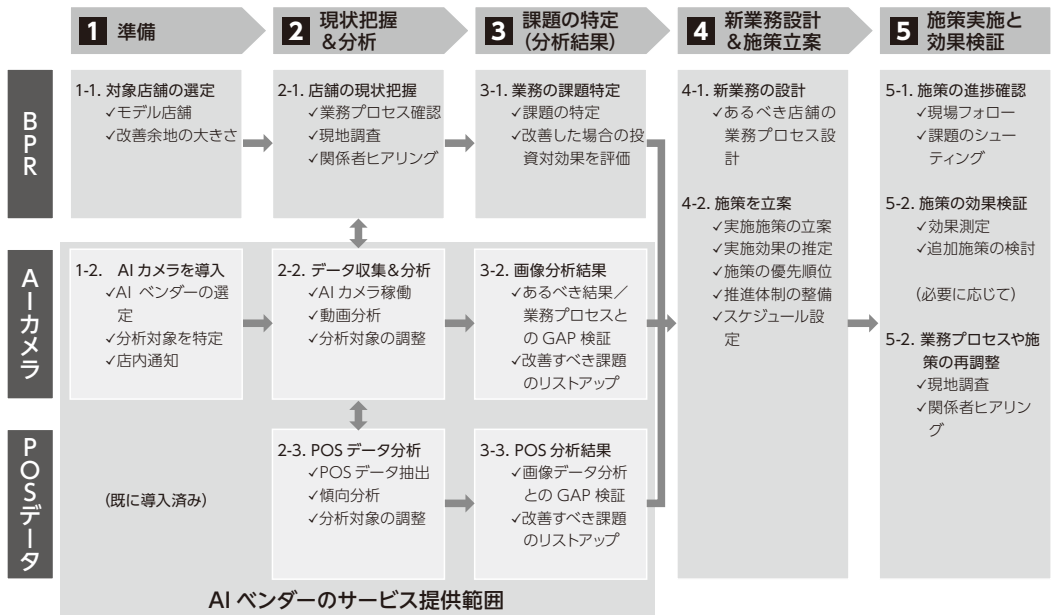 1 準備
2 現状把握
＆分析
3 課題の特定
（分析結果）
4 新業務設計
＆施策立案
5 施策実施と
効果検証
BPR
1-1. 対象店舗の選定
✓モデル店舗
✓改善余地の大きさ
2-1. 店舗の現状把握
✓業務プロセス確認
✓現地調査
✓関係者ヒアリング
3-1. 業務の課題特定
✓課題の特定
✓改善した場合の投
資対効果を評価
4-1. 新業務の設計
✓あるべき店舗の
業務プロセス設
計
4-2. 施策を立案
✓実施施策の立案
✓実施効果の推定
✓施策の優先順位
✓推進体制の整備
✓スケジュール設
定
5-1. 施策の進捗確認
✓現場フォロー
✓課題のシュー
ティング
5-2. 施策の効果検証
✓効果測定
✓追加施策の検討
（必要に応じて）
5-2. 業務プロセスや施
策の再調整
✓現地調査
✓関係者ヒアリン
グ
AIカメラ
1-2. AI カメラを導入
✓AI ベンダーの選
定
✓分析対象を特定
✓店内通知
2-2. データ収集＆分析
✓AI カメラ稼働
✓動画分析
✓分析対象の調整
3-2. 画像分析結果
✓あるべき結果／
業務プロセスと
の GAP 検証
✓改善すべき課題
のリストアップ
POSデータ
（既に導入済み）
2-3. POS データ分析
✓POS データ抽出
✓傾向分析
✓分析対象の調整
3-3. POS 分析結果
✓画像データ分析
との GAP 検証
✓改善すべき課題
のリストアップ
AI ベンダーのサービス提供範囲